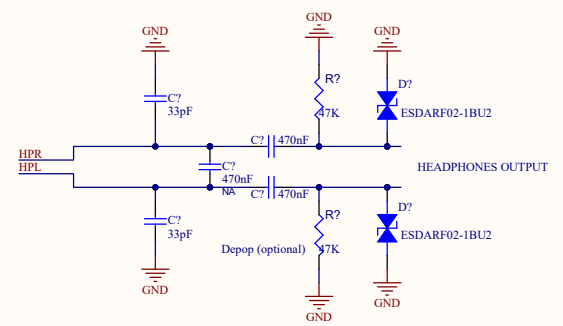 GND
GND
GND
C?
33pF
R?
47K
D?
ESDARF02-1BU2
C?
470nF
HPR
HPL
C?
470nF
NA
HEADPHONES OUTPUT
C?
470nF
C?
33pF
R?
47K
Depop (optional)
D?
ESDARF02-1BU2
GND
GND
GND